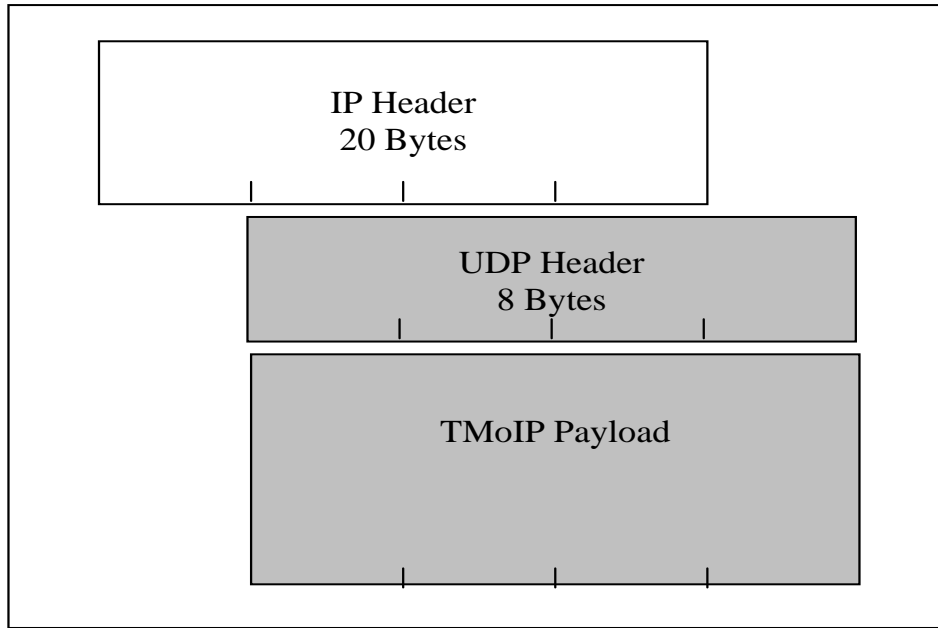 IP Header
20 Bytes
UDP Header
8 Bytes
TMoIP Payload